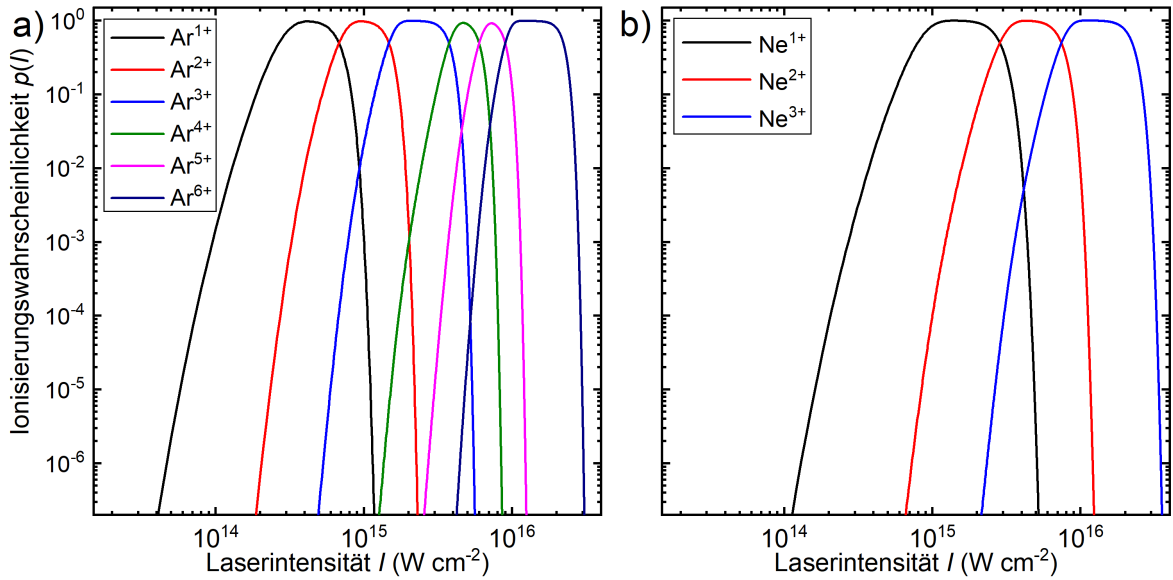 a)
Ionisierungswahrscheinlichkeit p(I)
10⁰
10⁻¹
10⁻²
10⁻³
10⁻⁴
10⁻⁵
10⁻⁶
Ar¹⁺
Ar²⁺
Ar³⁺
Ar⁴⁺
Ar⁵⁺
Ar⁶⁺
10¹⁴ 10¹⁵ 10¹⁶
Laserintensität I (W cm⁻²)
b)
Ne¹⁺
Ne²⁺
Ne³⁺
10¹⁴ 10¹⁵ 10¹⁶
Laserintensität I (W cm⁻²)